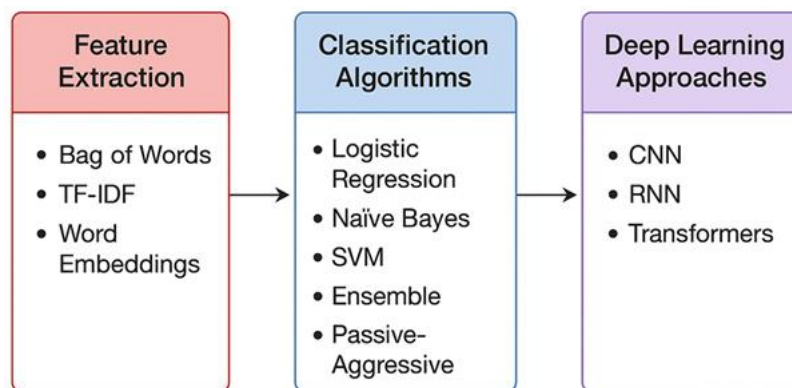 Feature
Extraction
• Bag of Words
• TF-IDF
• Word
Embeddings
Classification
Algorithms
• Logistic
Regression
• Naïve Bayes
• SVM
• Ensemble
• Passive-
Aggressive
Deep Learning
Approaches
• CNN
• RNN
• Transformers